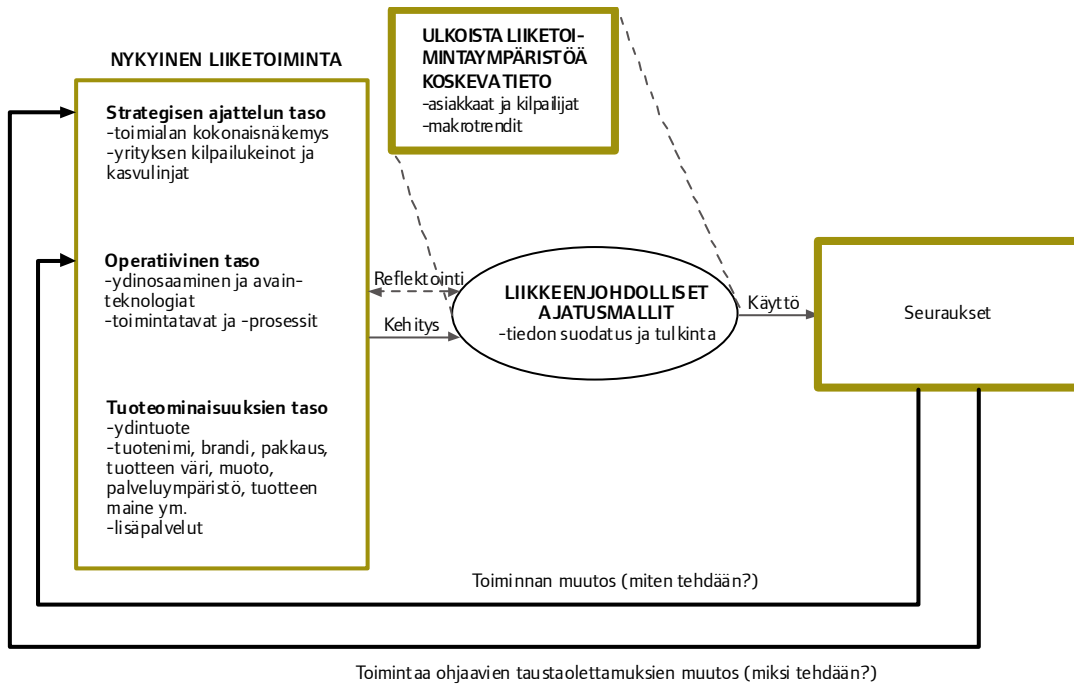 NYKYINEN LIIKETOIMINTA
Strategisen ajattelun taso
-toimialan kokonaisnäkemys
-yrityksen kilpailukeinot ja
kasvulinjat
Operatiivinen taso
-ydinosaaminen ja avain-
teknologiat
-toimintatavat ja -prosessit
Tuoteominaisuuksien taso
-ydintuote
-tuotenimi, brandi, pakkaus,
tuotteen väri, muoto,
palveluympäristö, tuotteen
maine ym.
-lisäpalvelut
ULKOISTA LIIKETOI-
MINTAYMPÄRISTÖÄ
KOSKEVA TIETO
-asiakkaat ja kilpailijat
-makrotrendit
Reflektointi
Kehitys
LIIKKEENJOHDOLLISET
AJATUSMALLIT
-tiedon suodatus ja tulkinta
Käyttö
Seuraukset
Toiminnan muutos (miten tehdään?)
Toimintaa ohjaavien taustaolettamuksien muutos (miksi tehdään?)